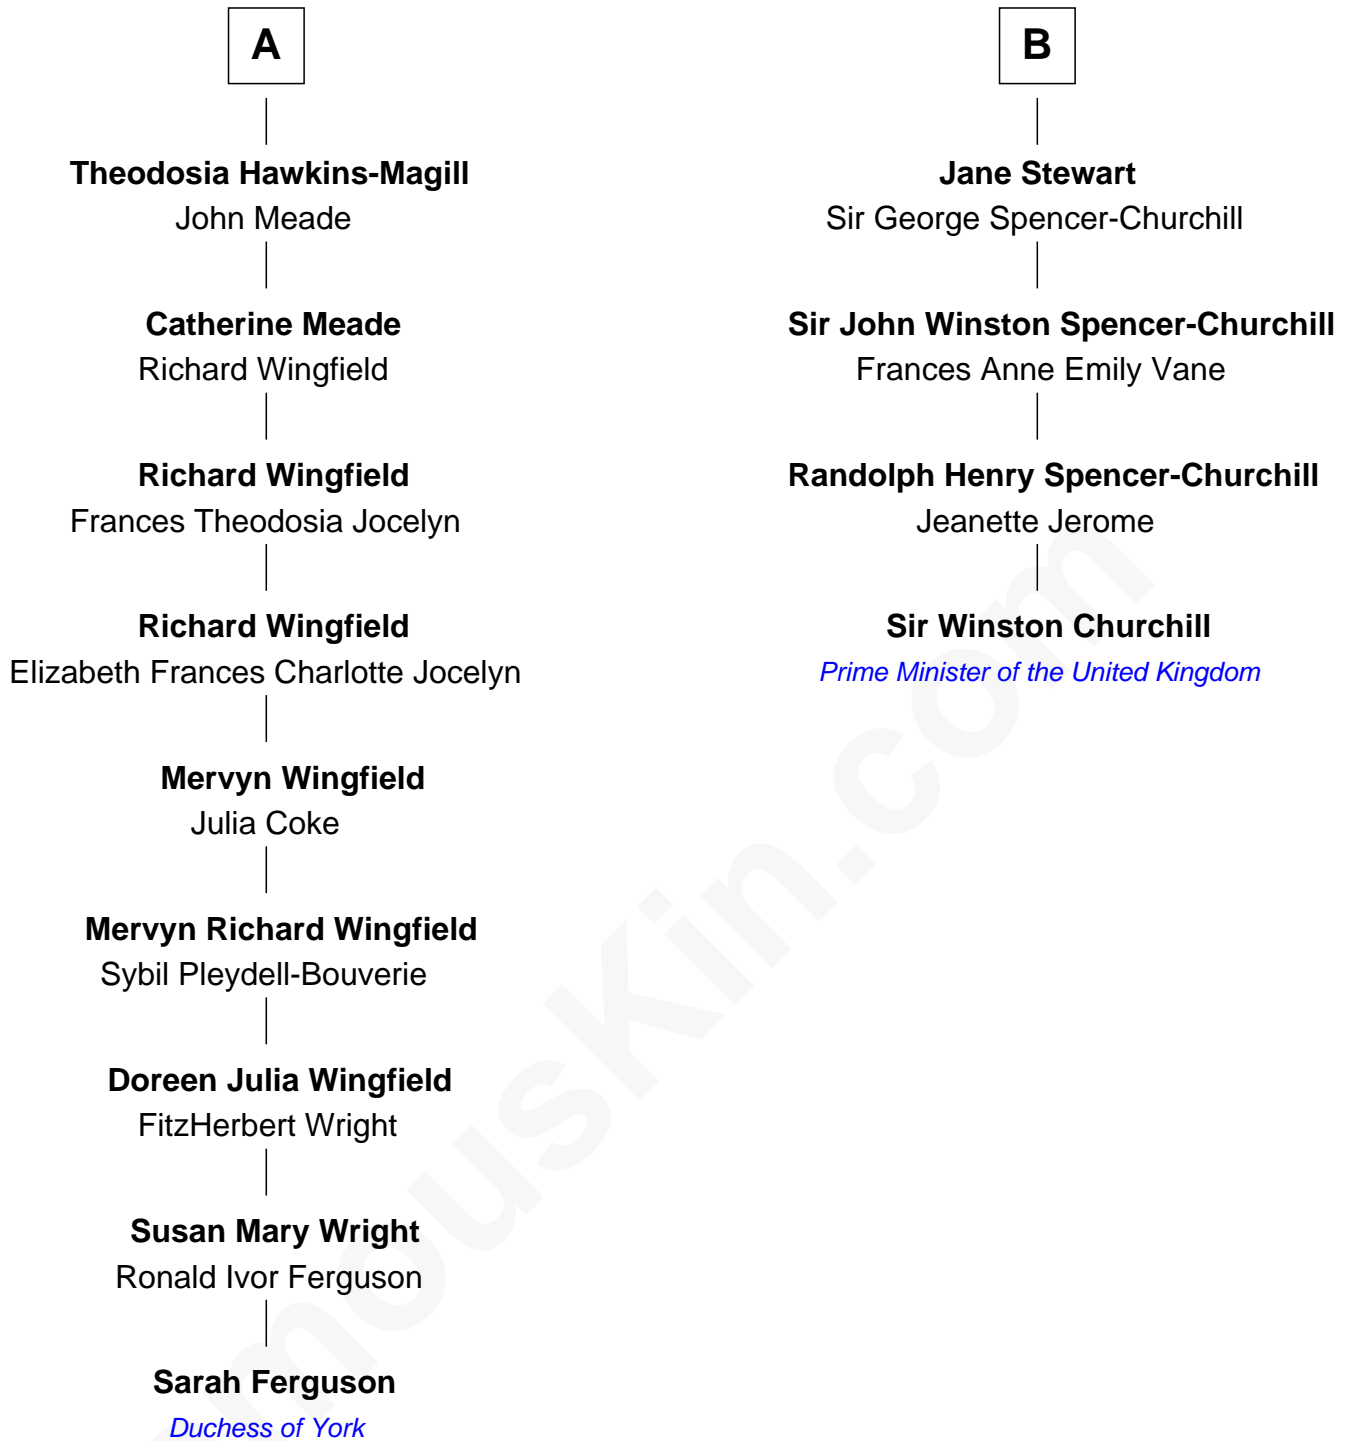 A
Theodosia Hawkins-Magill
John Meade
Catherine Meade
Richard Wingfield
Richard Wingfield
Frances Theodosia Jocelyn
Richard Wingfield
Elizabeth Frances Charlotte Jocelyn
Mervyn Wingfield
Julia Coke
Mervyn Richard Wingfield
Sybil Pleydell-Bouverie
Doreen Julia Wingfield
FitzHerbert Wright
Susan Mary Wright
Ronald Ivor Ferguson
Sarah Ferguson
Duchess of York
B
Jane Stewart
Sir George Spencer-Churchill
Sir John Winston Spencer-Churchill
Frances Anne Emily Vane
Randolph Henry Spencer-Churchill
Jeanette Jerome
Sir Winston Churchill
Prime Minister of the United Kingdom
mousKin.com